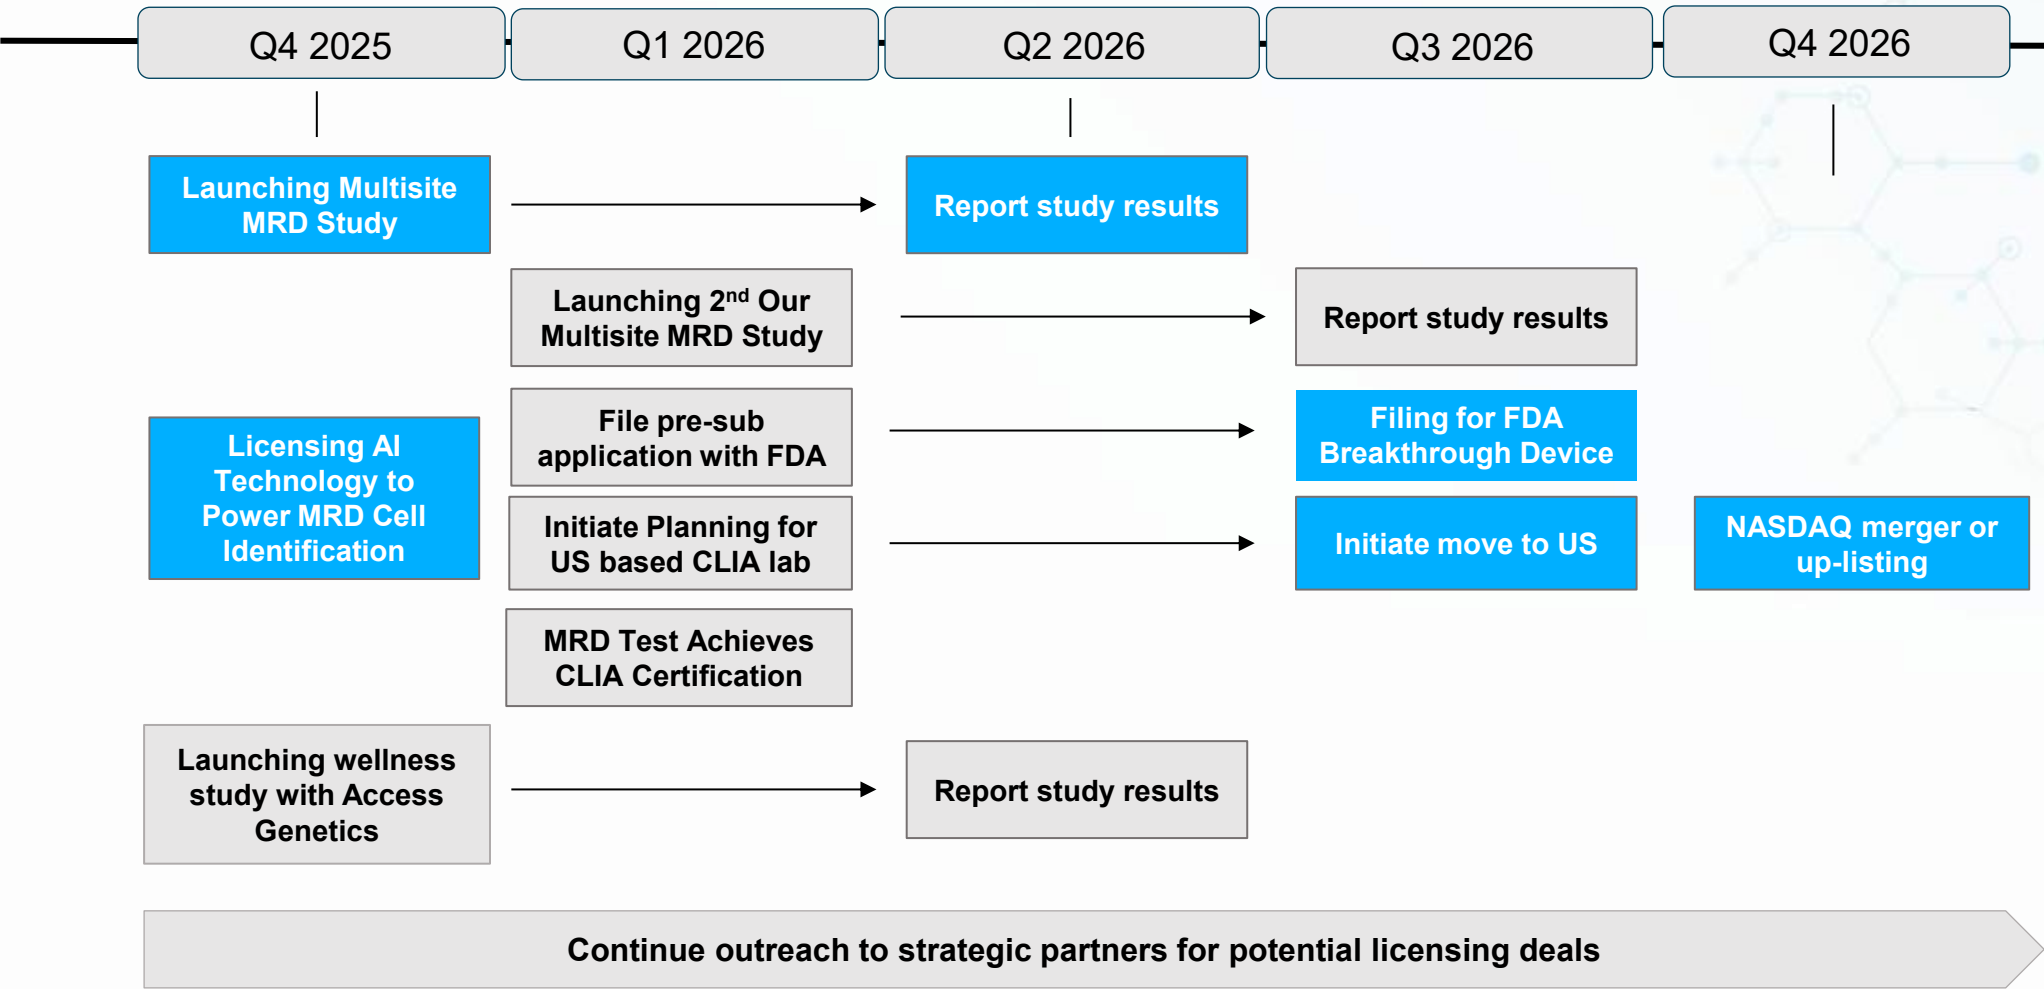 Q4 2025
Q1 2026
Q2 2026
Q3 2026
Q4 2026
Launching Multisite
MRD Study
Report study results
Launching 2nd Our
Multisite MRD Study
Report study results
Licensing AI
Technology to
Power MRD Cell
Identification
File pre-sub
application with FDA
Filing for FDA
Breakthrough Device
Initiate Planning for
US based CLIA lab
Initiate move to US
NASDAQ merger or
up-listing
MRD Test Achieves
CLIA Certification
Launching wellness
study with Access
Genetics
Report study results
Continue outreach to strategic partners for potential licensing deals